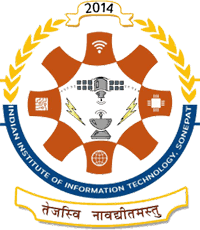 2014
INDIAN INSTITUTE OF INFORMATION TECHNOLOGY, SONEPAT
तेजस्वि नावधीतमस्तु